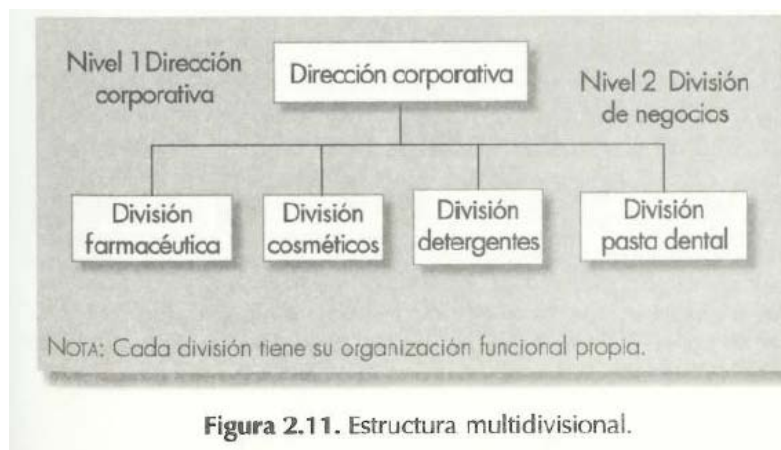 Nivel 1 Dirección
corporativa
Dirección corporativa
Nivel 2 División
de negocios
División
farmacéutica
División
cosméticos
División
detergentes
División
pasta dental
NOTA: Cada división tiene su organización funcional propia.
Figura 2.11. Estructura multidivisional.